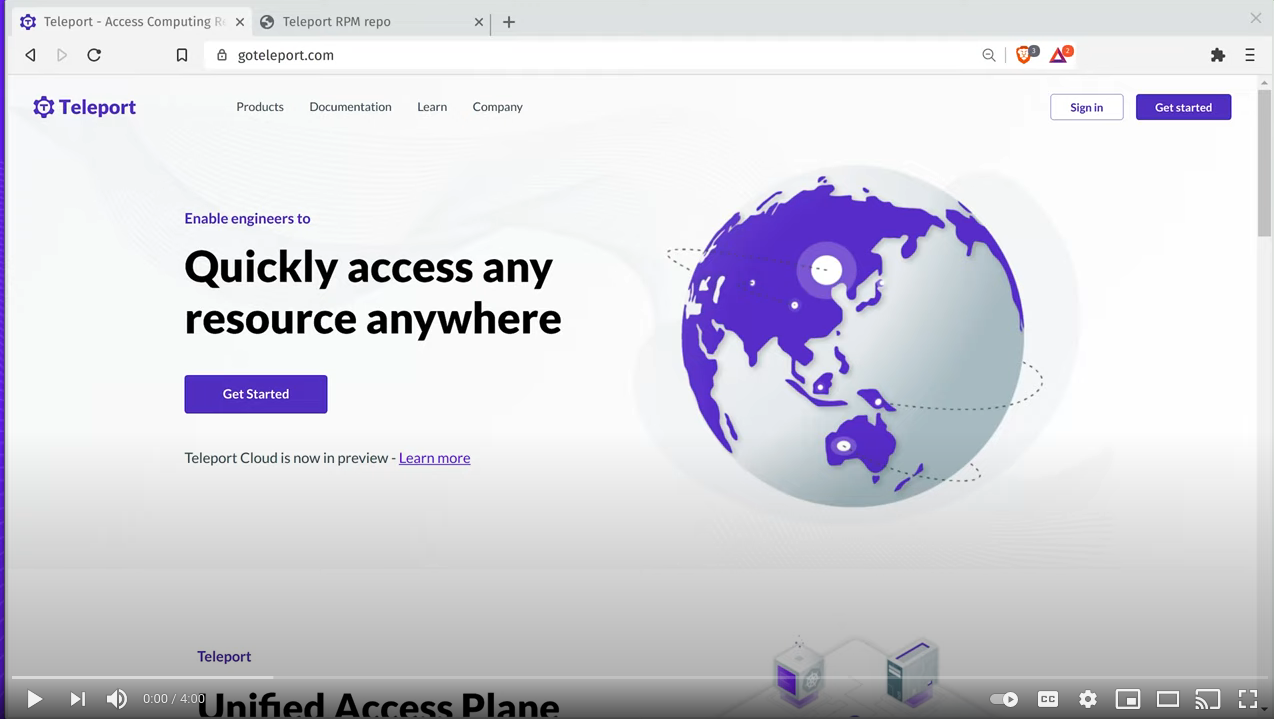 Teleport - Access Computing Re
Teleport RPM repo
goteleport.com
3
2
Teleport
Products
Documentation
Learn
Company
Sign in
Get started
Enable engineers to
Quickly access any
resource anywhere
Get Started
Teleport Cloud is now in preview - Learn more
Teleport
Unified Access Plane
0:00 / 4:00
CC